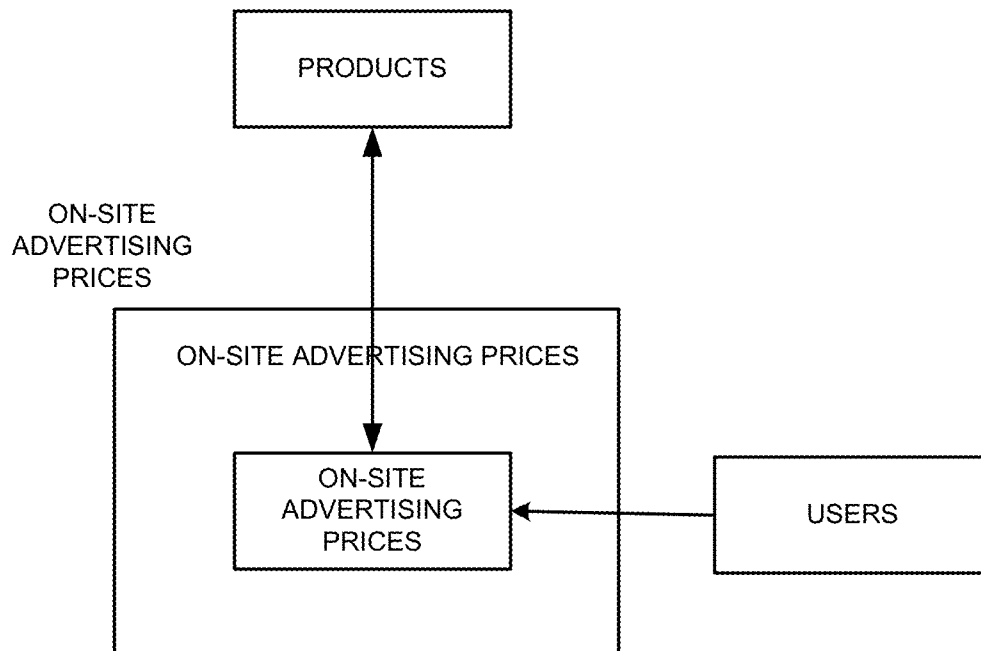 PRODUCTS
ON-SITE
ADVERTISING
PRICES
ON-SITE ADVERTISING PRICES
ON-SITE
ADVERTISING
PRICES
USERS